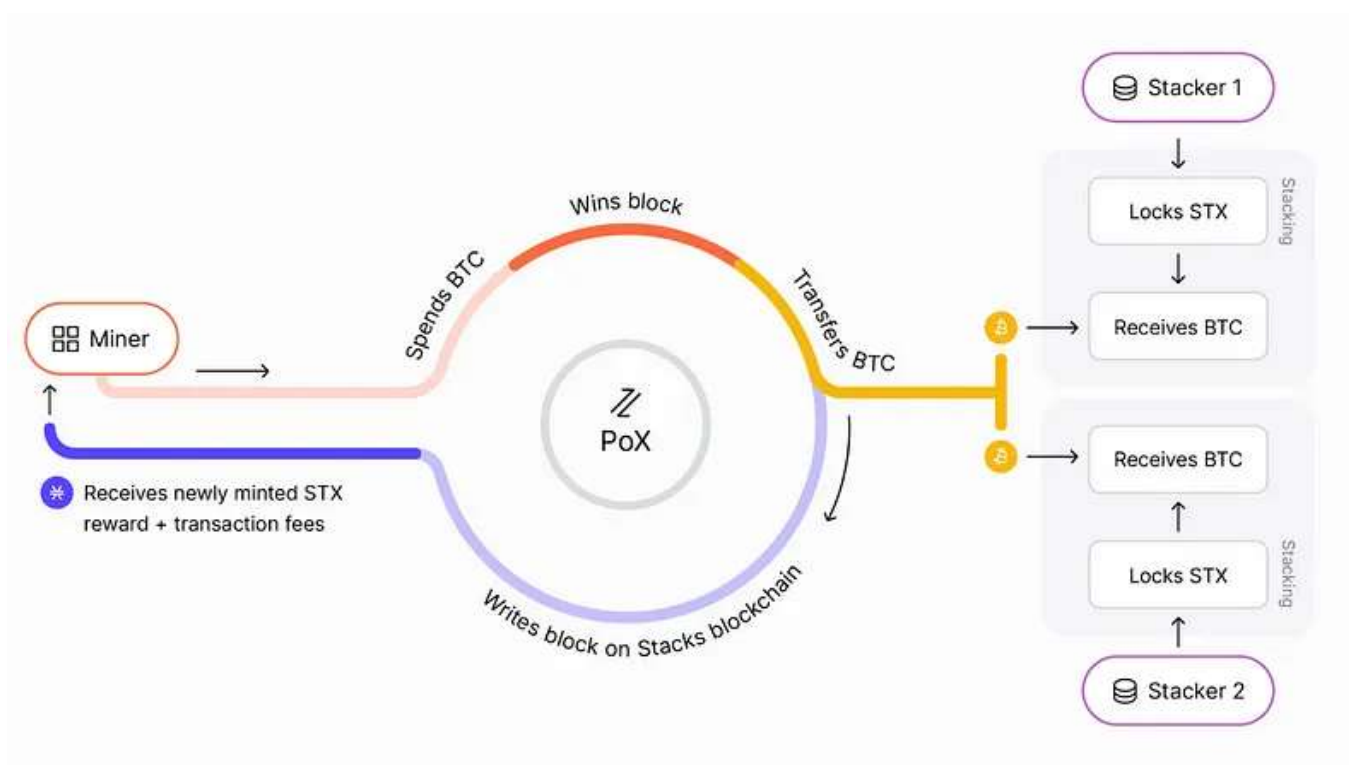 Stacker 1
Wins block
Locks STX
Stacking
Spends BTC
Transfers BTC
Miner
Receives BTC
PoX
Receives BTC
Receives newly minted STX
reward + transaction fees
Locks STX
Stacking
Writes block on Stacks blockchain
Stacker 2